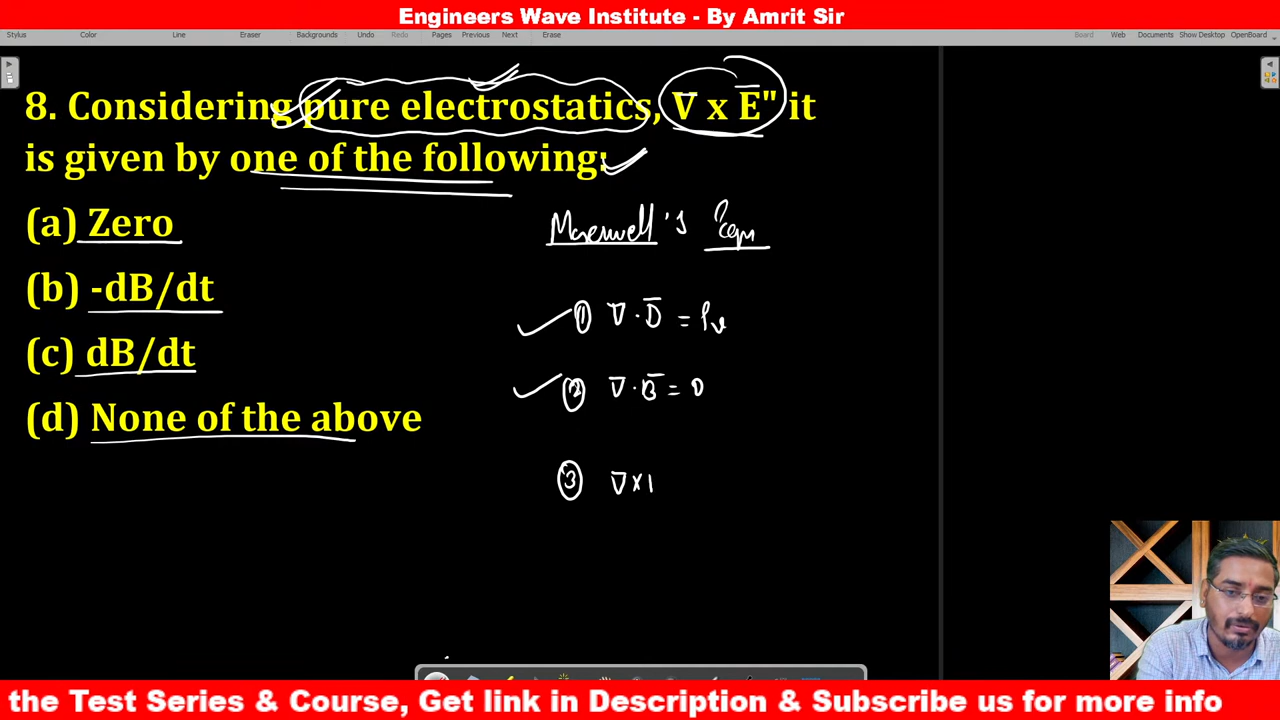 Engineers Wave Institute - By Amrit Sir
Stylus Color Line Eraser Backgrounds Undo Redo Pages Previous Next Erase Board Web Documents Show Desktop OpenBoard
8. Considering pure electrostatics, ∇ x E" it
is given by one of the following:
(a) Zero
(b) -dB/dt
(c) dB/dt
(d) None of the above
Maxwell's Eqn
① ∇ · D̅ = ρv
② ∇ · B̅ = 0
③ ∇ x
the Test Series & Course, Get link in Description & Subscribe us for more info